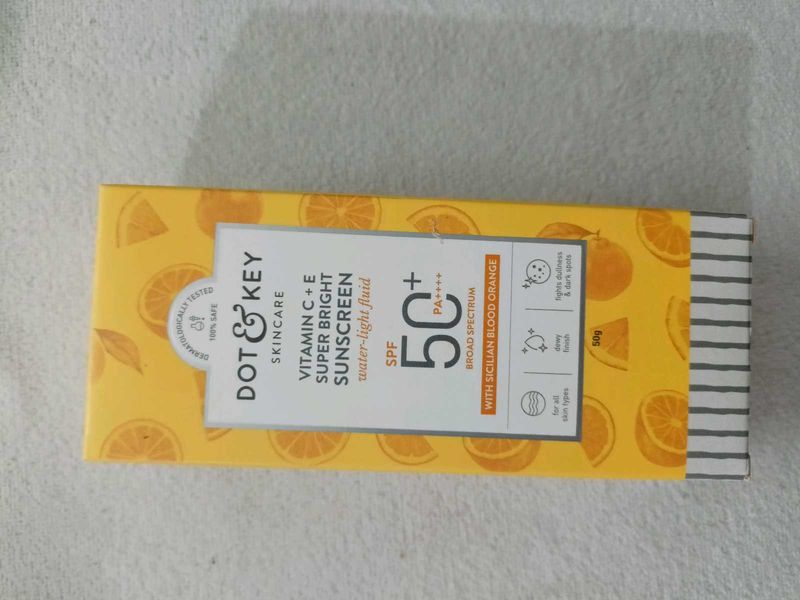 DERMATOLOGICALLY TESTED
100% SAFE
DOT & KEY
SKINCARE
VITAMIN C + E
SUPER BRIGHT
SUNSCREEN
water-light fluid
SPF
50+
PA++++
BROAD SPECTRUM
WITH SICILIAN BLOOD ORANGE
for all
skin types
dewy
finish
fights dullness
& dark spots
50g